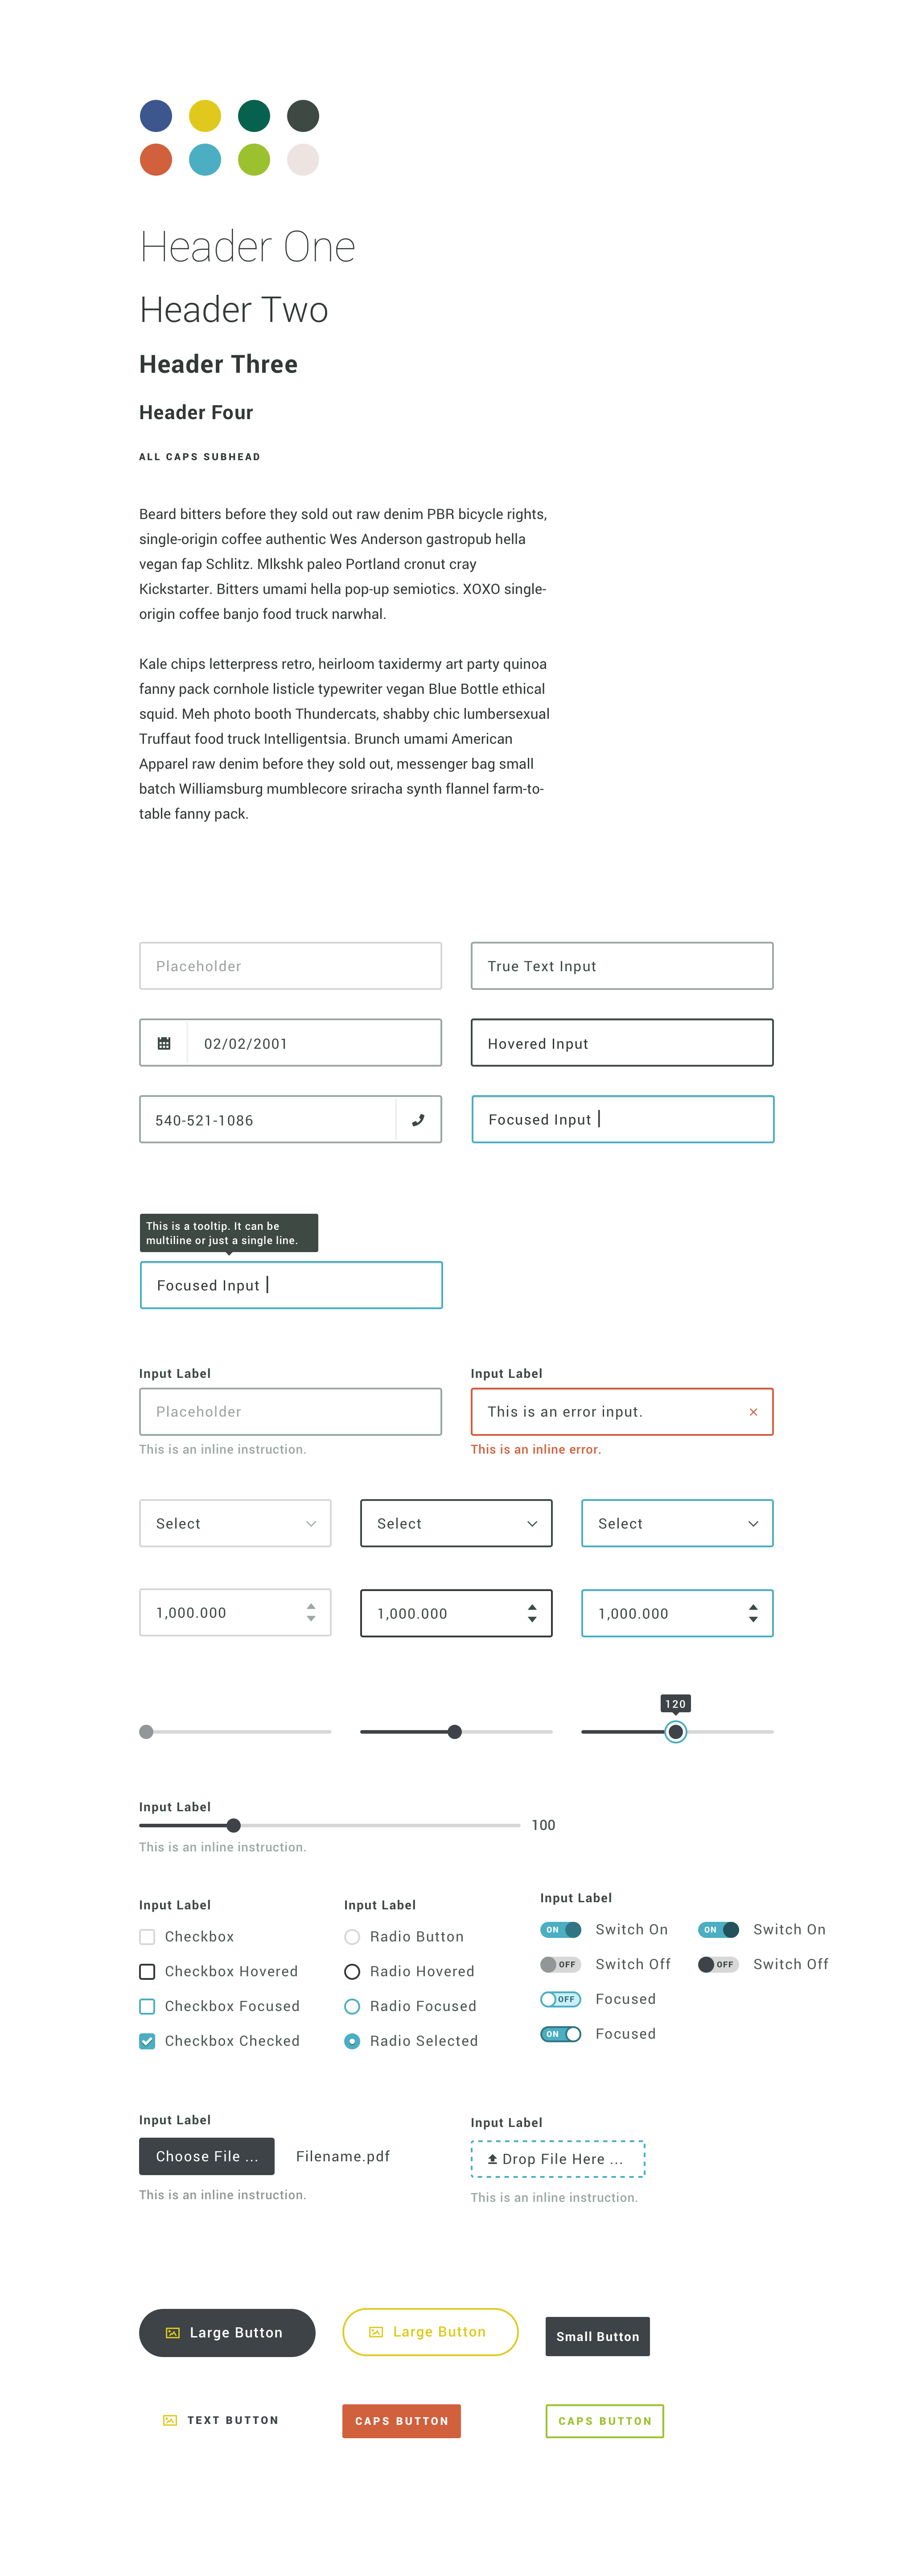 Header One
Header Two
Header Three
Header Four
ALL CAPS SUBHEAD
Beard bitters before they sold out raw denim PBR bicycle rights,
single-origin coffee authentic Wes Anderson gastropub hella
vegan fap Schlitz. Mlkshk paleo Portland cronut cray
Kickstarter. Bitters umami hella pop-up semiotics. XOXO single-
origin coffee banjo food truck narwhal.
Kale chips letterpress retro, heirloom taxidermy art party quinoa
fanny pack cornhole listicle typewriter vegan Blue Bottle ethical
squid. Meh photo booth Thundercats, shabby chic lumbersexual
Truffaut food truck Intelligentsia. Brunch umami American
Apparel raw denim before they sold out, messenger bag small
batch Williamsburg mumblecore sriracha synth flannel farm-to-
table fanny pack.
Placeholder
True Text Input
02/02/2001
Hovered Input
540-521-1086
Focused Input
This is a tooltip. It can be
multiline or just a single line.
Focused Input
Input Label
Input Label
Placeholder
This is an error input.
This is an inline instruction.
This is an inline error.
Select
Select
Select
1,000.000
1,000.000
1,000.000
120
Input Label
100
This is an inline instruction.
Input Label
Checkbox
Checkbox Hovered
Checkbox Focused
Checkbox Checked
Input Label
Radio Button
Radio Hovered
Radio Focused
Radio Selected
Input Label
ON Switch On
ON Switch On
OFF Switch Off
OFF Switch Off
OFF Focused
ON Focused
Input Label
Choose File ...
Filename.pdf
This is an inline instruction.
Input Label
Drop File Here ...
This is an inline instruction.
Large Button
Large Button
Small Button
TEXT BUTTON
CAPS BUTTON
CAPS BUTTON